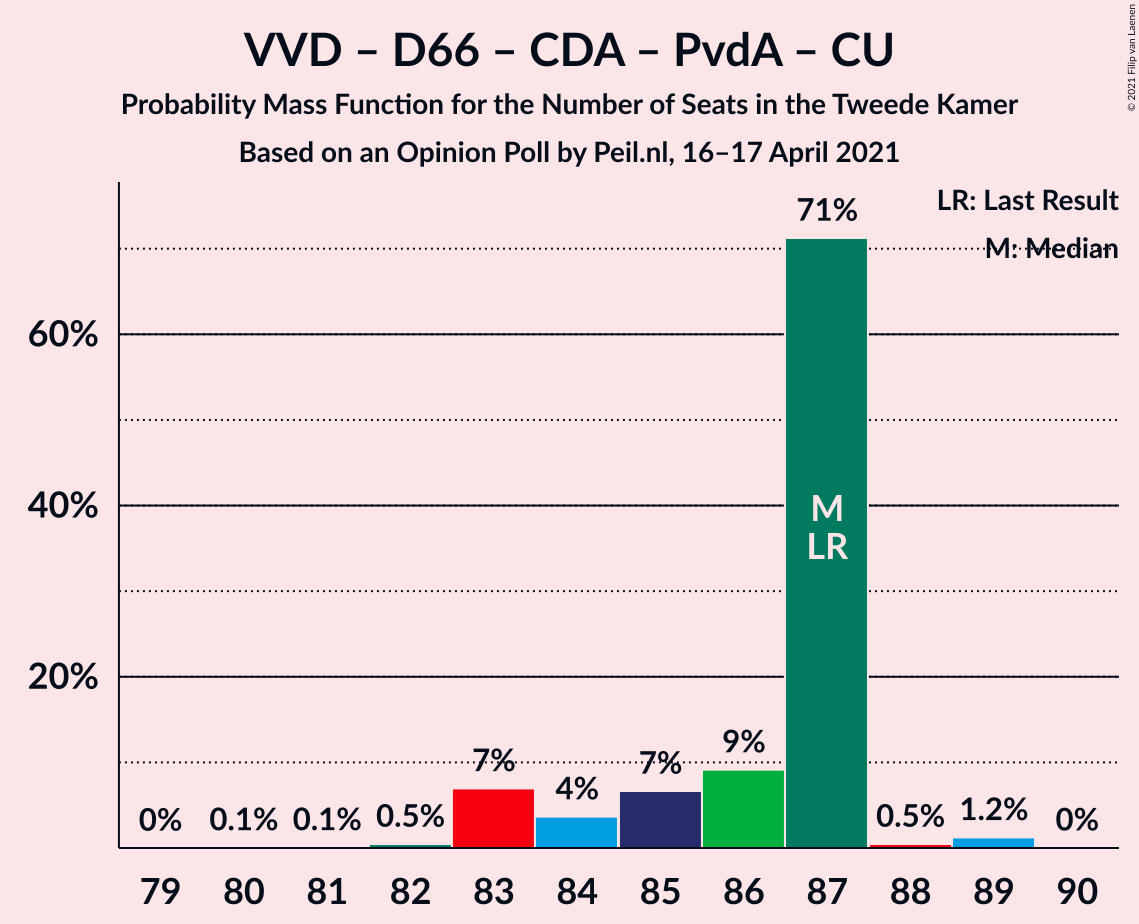 VVD – D66 – CDA – PvdA – CU
Probability Mass Function for the Number of Seats in the Tweede Kamer
Based on an Opinion Poll by Peil.nl, 16–17 April 2021
© 2021 Filip van Laenen
LR: Last Result
M: Median
60%
40%
20%
0%
0.1%
0.1%
0.5%
7%
4%
7%
9%
71%
0.5%
1.2%
0%
M
LR
79 80 81 82 83 84 85 86 87 88 89 90